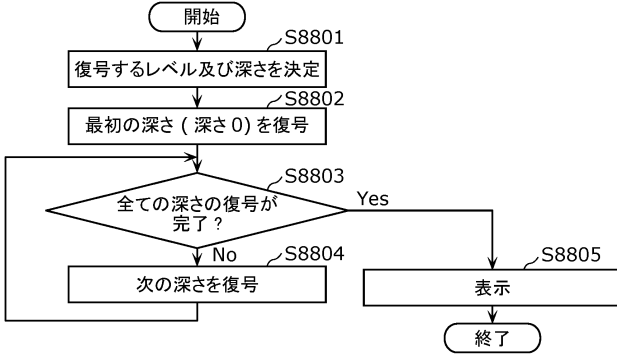 開始
S8801
復号するレベル及び深さを決定
S8802
最初の深さ ( 深さ 0) を復号
S8803
全ての深さの復号が
完了 ?
Yes
No
S8804
次の深さを復号
S8805
表示
終了